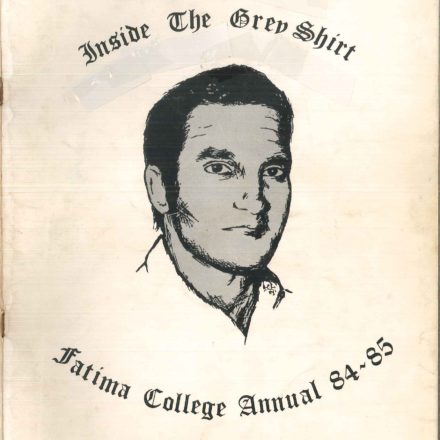 Inside The Grey Shirt
Fatima College Annual 84-85